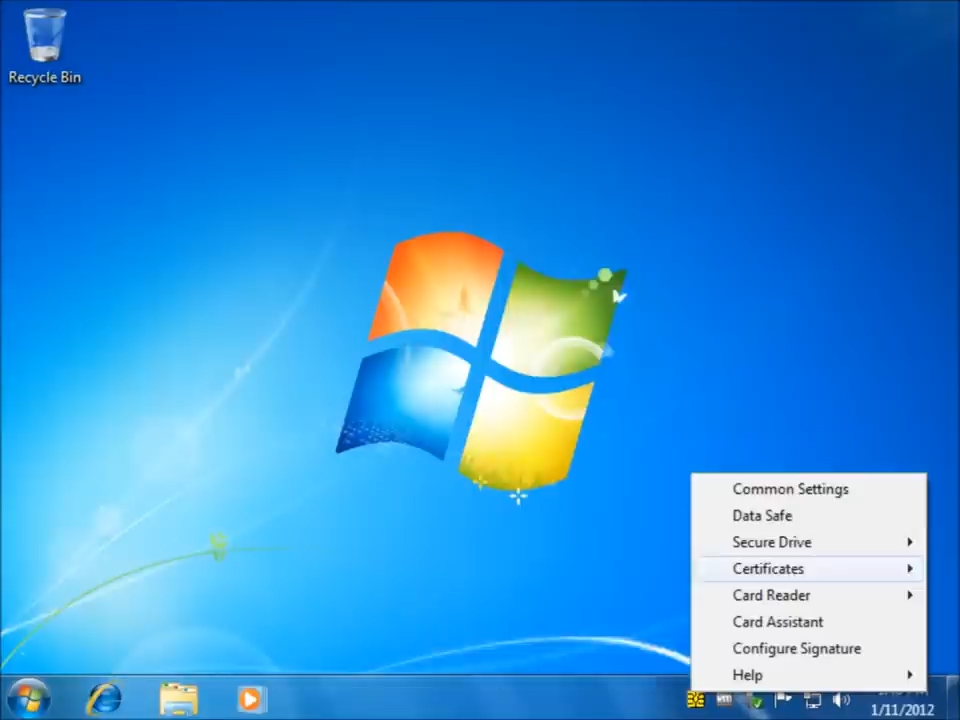 Recycle Bin
Common Settings
Data Safe
Secure Drive
Certificates
Card Reader
Card Assistant
Configure Signature
Help
1/11/2012